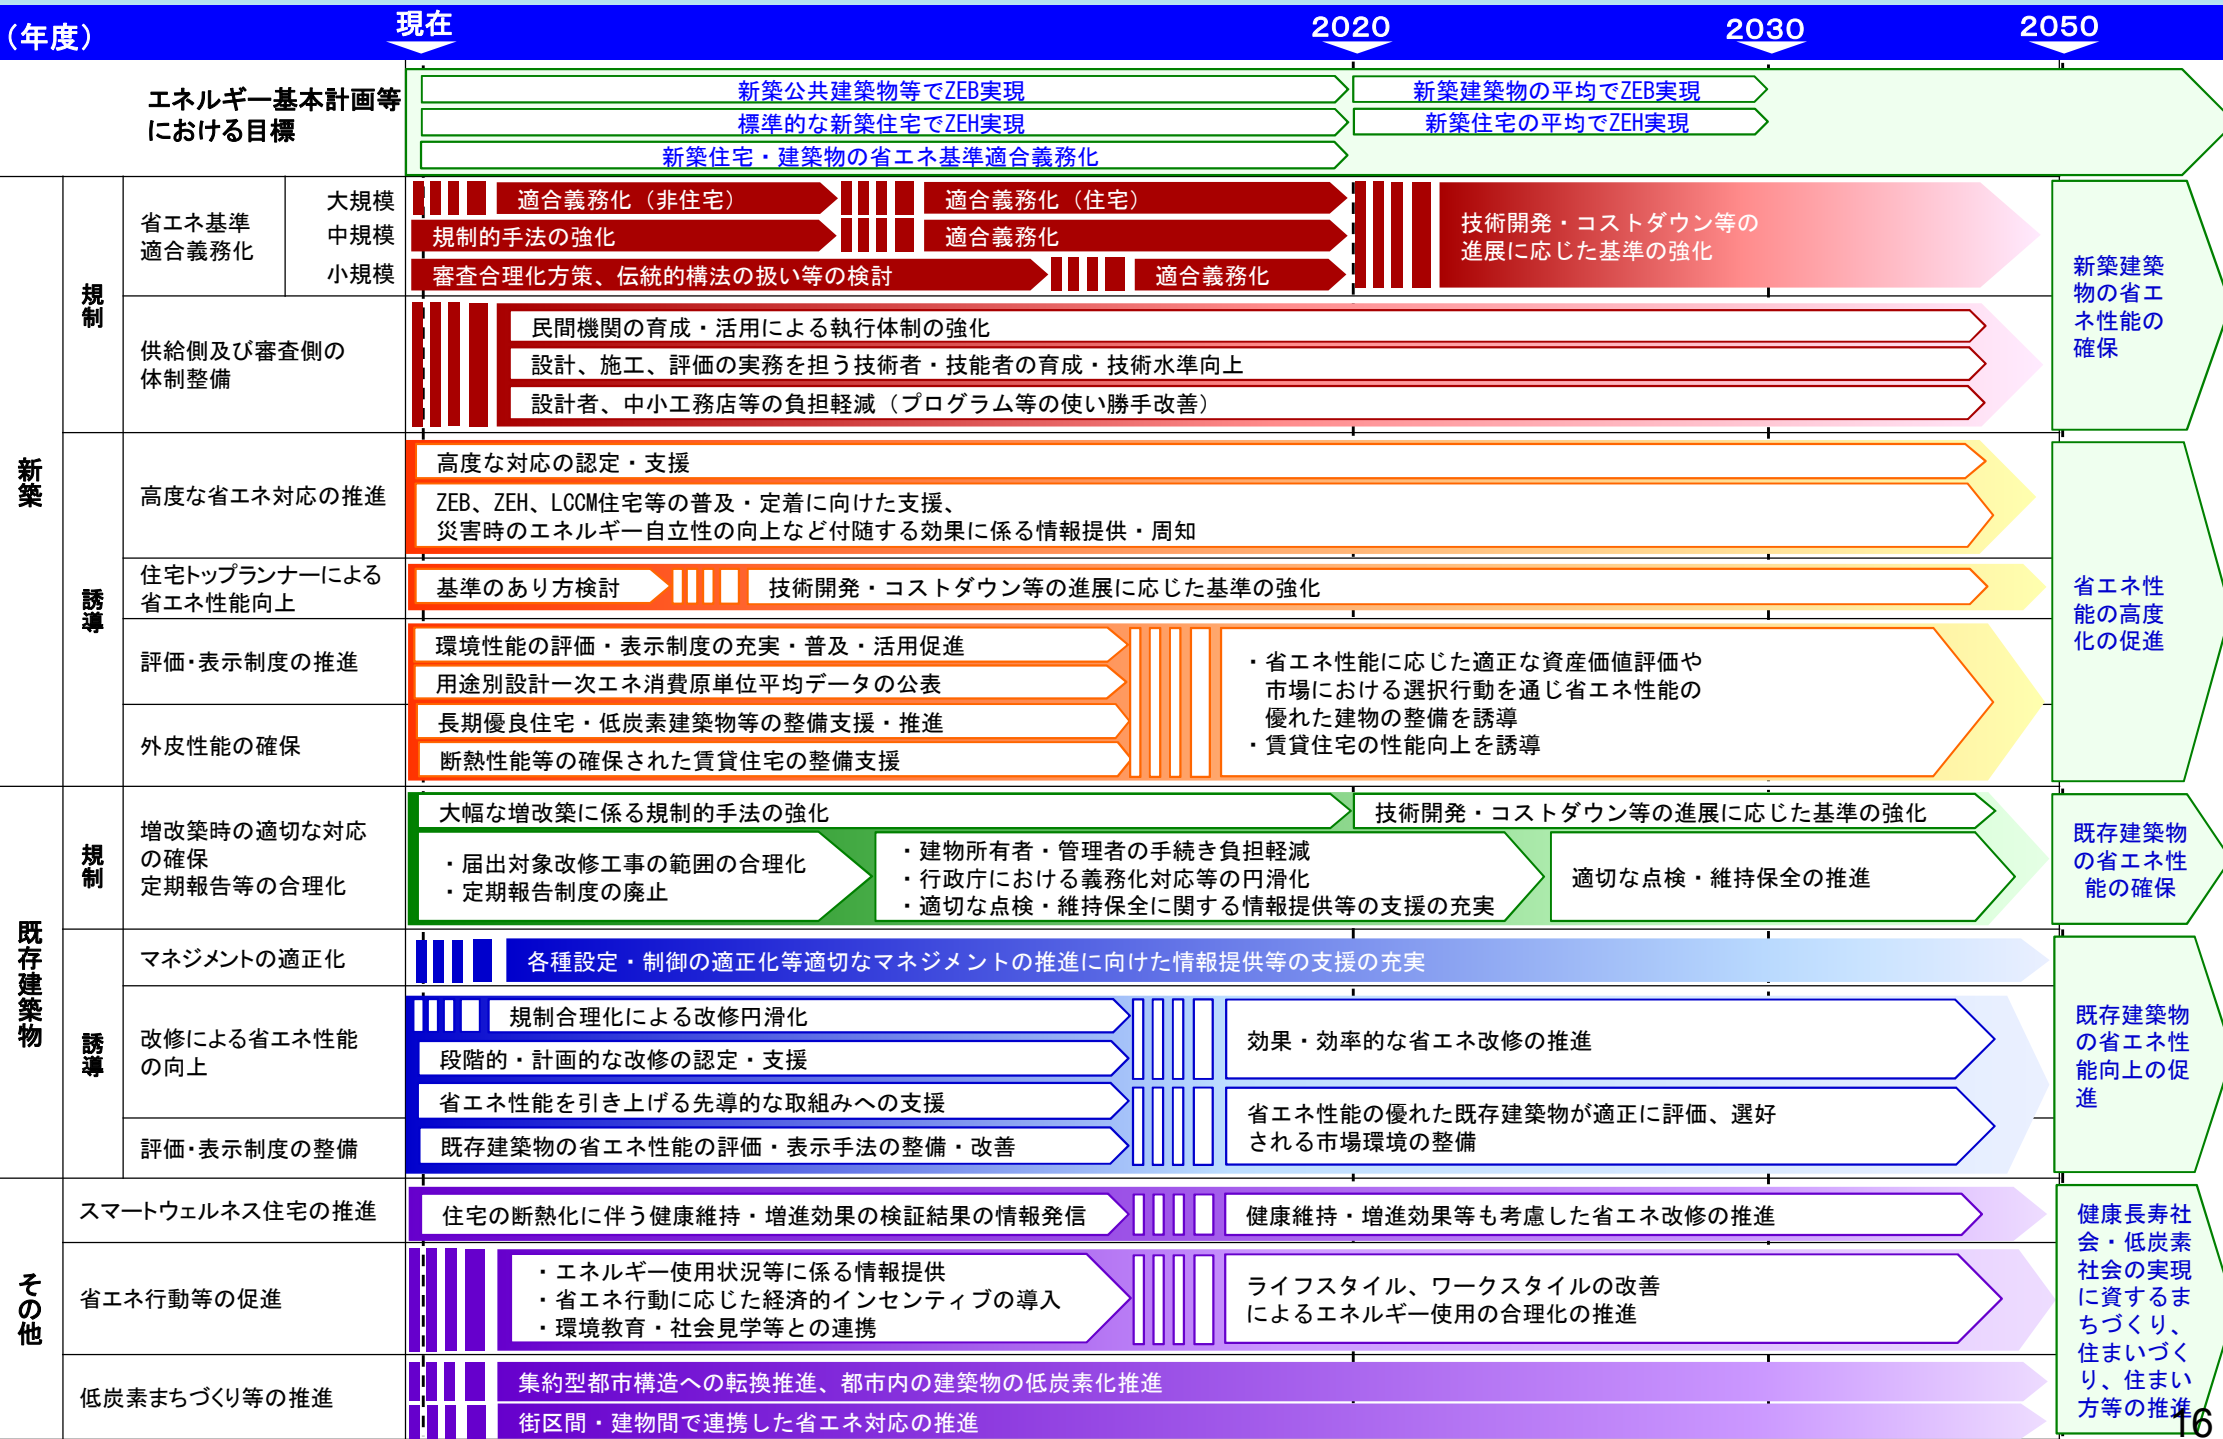 （年度）
現在
2020
2030
2050
エネルギー基本計画等
における目標
新築公共建築物等でZEB実現
新築建築物の平均でZEB実現
標準的な新築住宅でZEH実現
新築住宅の平均でZEH実現
新築住宅・建築物の省エネ基準適合義務化
新築
規制
省エネ基準
適合義務化
大規模
適合義務化（非住宅）
適合義務化（住宅）
中規模
規制的手法の強化
適合義務化
小規模
審査合理化方策、伝統的構法の扱い等の検討
適合義務化
技術開発・コストダウン等の
進展に応じた基準の強化
供給側及び審査側の
体制整備
民間機関の育成・活用による執行体制の強化
設計、施工、評価の実務を担う技術者・技能者の育成・技術水準向上
設計者、中小工務店等の負担軽減（プログラム等の使い勝手改善）
新築建築
物の省エ
ネ性能の
確保
誘導
高度な省エネ対応の推進
高度な対応の認定・支援
ZEB、ZEH、LCCM住宅等の普及・定着に向けた支援、
災害時のエネルギー自立性の向上など付随する効果に係る情報提供・周知
住宅トップランナーによる
省エネ性能向上
基準のあり方検討
技術開発・コストダウン等の進展に応じた基準の強化
評価・表示制度の推進
環境性能の評価・表示制度の充実・普及・活用促進
用途別設計一次エネ消費原単位平均データの公表
外皮性能の確保
長期優良住宅・低炭素建築物等の整備支援・推進
断熱性能等の確保された賃貸住宅の整備支援
・省エネ性能に応じた適正な資産価値評価や
市場における選択行動を通じ省エネ性能の
優れた建物の整備を誘導
・賃貸住宅の性能向上を誘導
省エネ性
能の高度
化の促進
既存建築物
規制
増改築時の適切な対応
の確保
定期報告等の合理化
大幅な増改築に係る規制的手法の強化
技術開発・コストダウン等の進展に応じた基準の強化
・届出対象改修工事の範囲の合理化
・定期報告制度の廃止
・建物所有者・管理者の手続き負担軽減
・行政庁における義務化対応等の円滑化
・適切な点検・維持保全に関する情報提供等の支援の充実
適切な点検・維持保全の推進
既存建築物
の省エネ性
能の確保
誘導
マネジメントの適正化
各種設定・制御の適正化等適切なマネジメントの推進に向けた情報提供等の支援の充実
改修による省エネ性能
の向上
規制合理化による改修円滑化
段階的・計画的な改修の認定・支援
効果・効率的な省エネ改修の推進
省エネ性能を引き上げる先導的な取組みへの支援
評価・表示制度の整備
既存建築物の省エネ性能の評価・表示手法の整備・改善
省エネ性能の優れた既存建築物が適正に評価、選好
される市場環境の整備
既存建築物
の省エネ性
能向上の促
進
その他
スマートウェルネス住宅の推進
住宅の断熱化に伴う健康維持・増進効果の検証結果の情報発信
健康維持・増進効果等も考慮した省エネ改修の推進
省エネ行動等の促進
・エネルギー使用状況等に係る情報提供
・省エネ行動に応じた経済的インセンティブの導入
・環境教育・社会見学等との連携
ライフスタイル、ワークスタイルの改善
によるエネルギー使用の合理化の推進
低炭素まちづくり等の推進
集約型都市構造への転換推進、都市内の建築物の低炭素化推進
街区間・建物間で連携した省エネ対応の推進
健康長寿社
会・低炭素
社会の実現
に資するま
ちづくり、
住まいづく
り、住まい
方等の推進
16